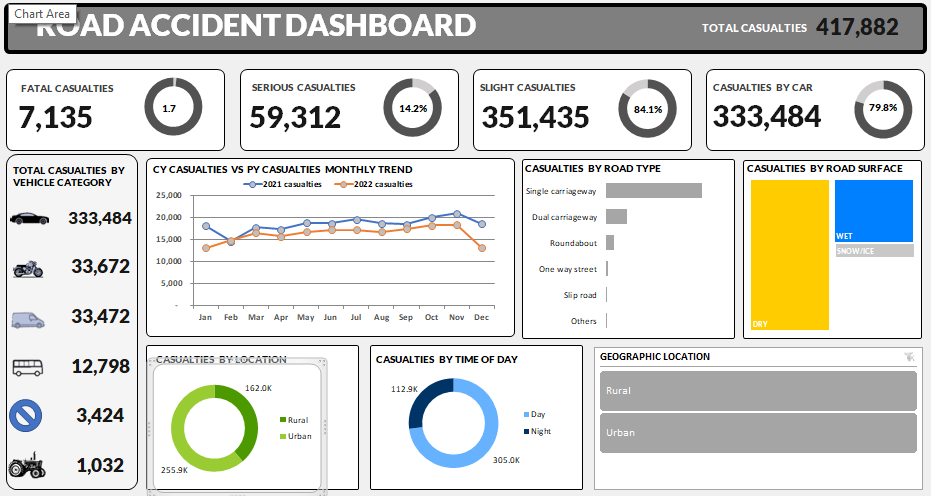 Chart Area
ROAD ACCIDENT DASHBOARD
TOTAL CASUALTIES 417,882
FATAL CASUALTIES
7,135
1.7
SERIOUS CASUALTIES
59,312
14.2%
SLIGHT CASUALTIES
351,435
84.1%
CASUALTIES BY CAR
333,484
79.8%
TOTAL CASUALTIES BY
VEHICLE CATEGORY
333,484
33,672
33,472
12,798
3,424
1,032
CY CASUALTIES VS PY CASUALTIES MONTHLY TREND
2021 casualties 2022 casualties
25,000
20,000
15,000
10,000
5,000
-
Jan Feb Mar Apr May Jun Jul Aug Sep Oct Nov Dec
CASUALTIES BY ROAD TYPE
Single carriageway
Dual carriageway
Roundabout
One way street
Slip road
Others
CASUALTIES BY ROAD SURFACE
WET
SNOW/ICE
DRY
CASUALTIES BY LOCATION
162.0K
Rural
Urban
255.9K
CASUALTIES BY TIME OF DAY
112.9K
Day
Night
305.0K
GEOGRAPHIC LOCATION
Rural
Urban